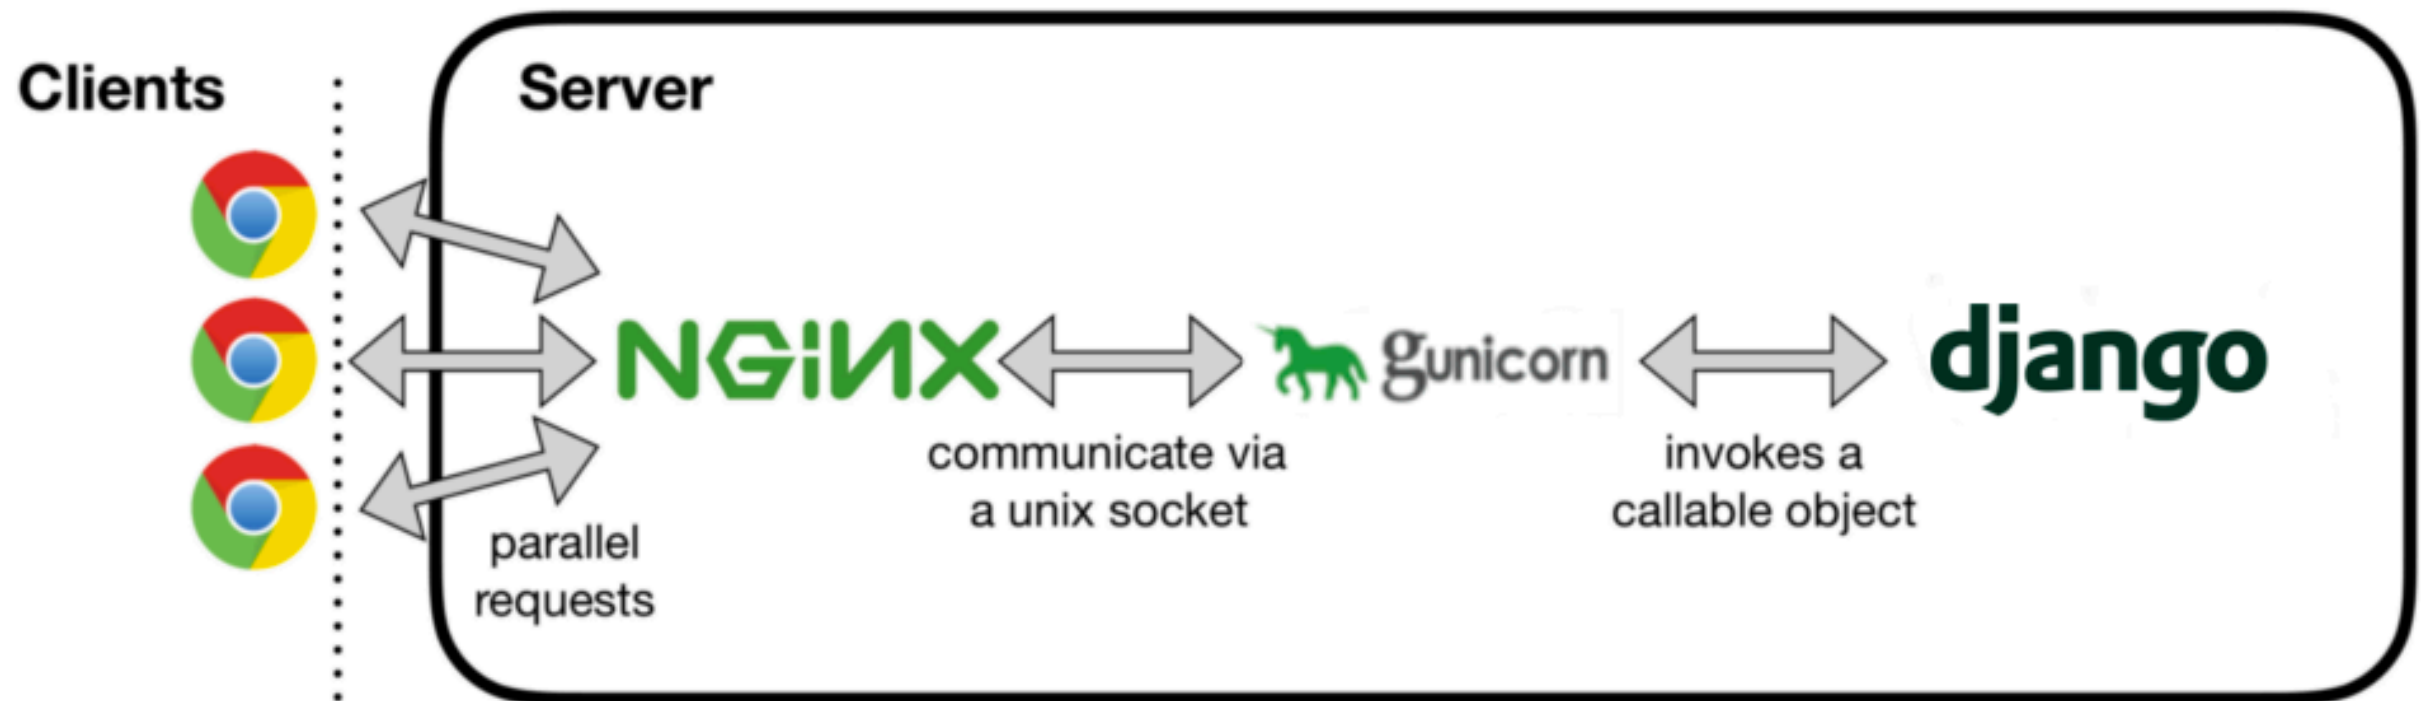 Clients
Server
NGiNX
gunicorn
django
communicate via
a unix socket
invokes a
callable object
parallel
requests